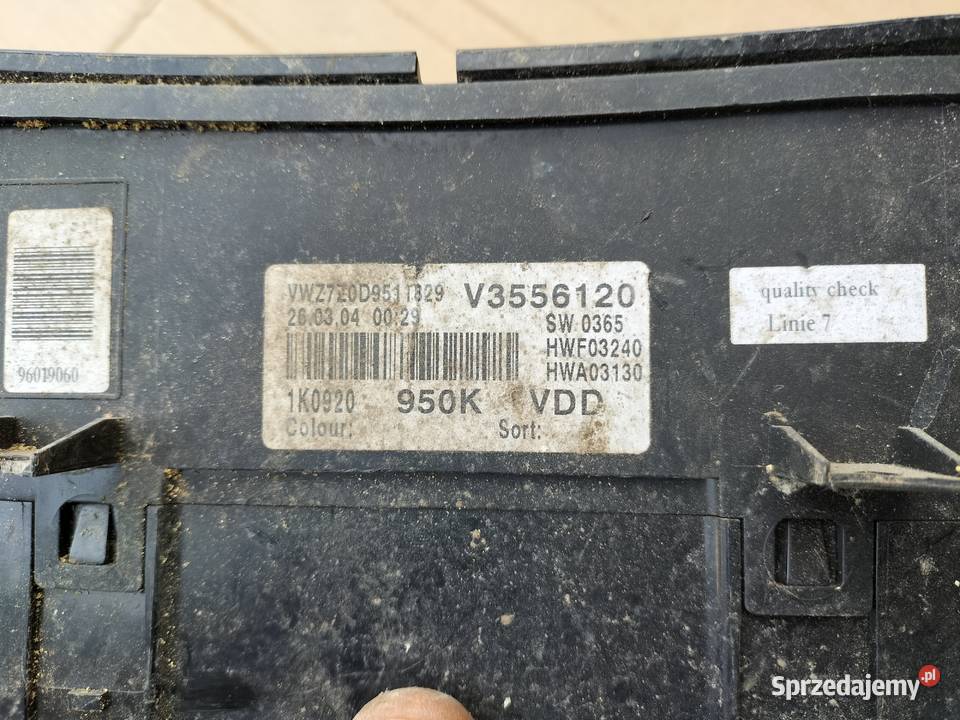 VWZ7Z0D9511829 V3556120
26.03.04 00:29 SW 0365
HWF03240
HWA03130
1K0920 950K VDD
Colour: Sort:
96019060
quality check
Linie 7
Sprzedajemy.pl